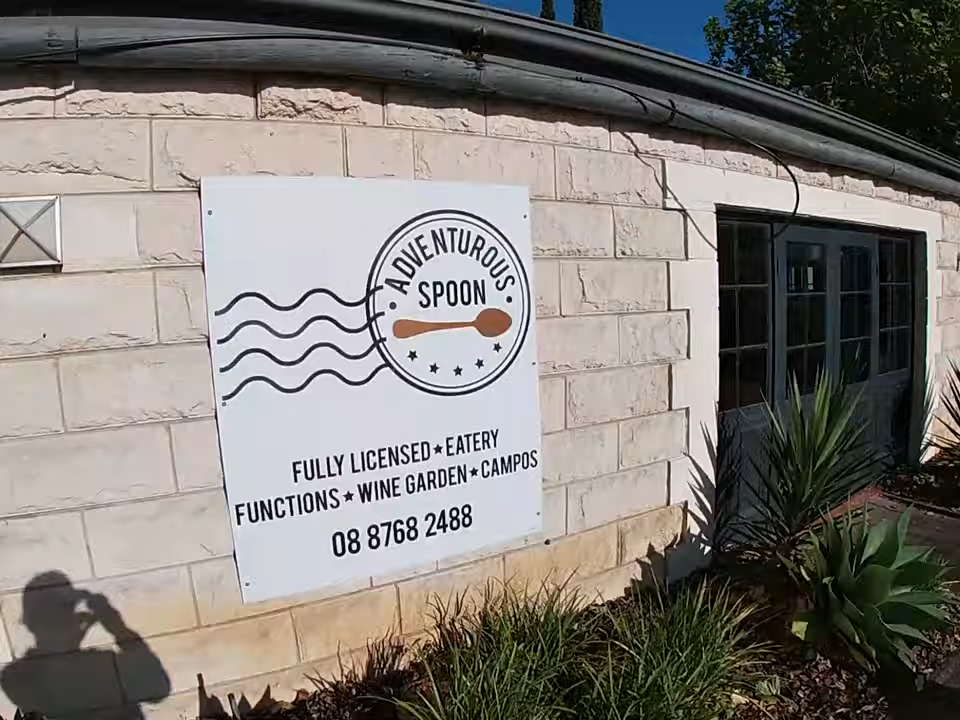 ADVENTUROUS
SPOON
FULLY LICENSED ★ EATERY
FUNCTIONS ★ WINE GARDEN ★ CAMPOS
08 8768 2488